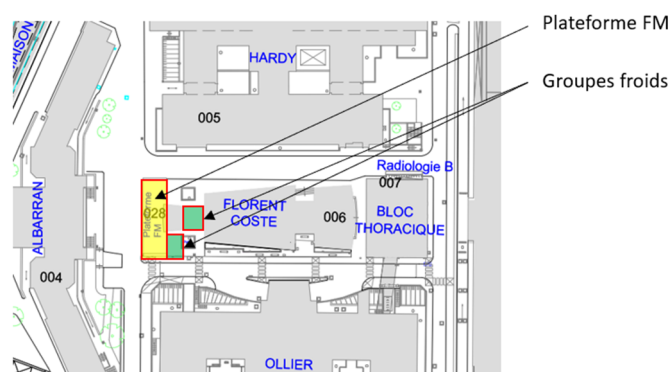 Plateforme FM
Groupes froids
MAISON
HARDY
005
Radiologie B
007
028
Plateforme
FM
FLORENT
COSTE
006
BLOC
THORACIQUE
ALBARRAN
004
OLLIER